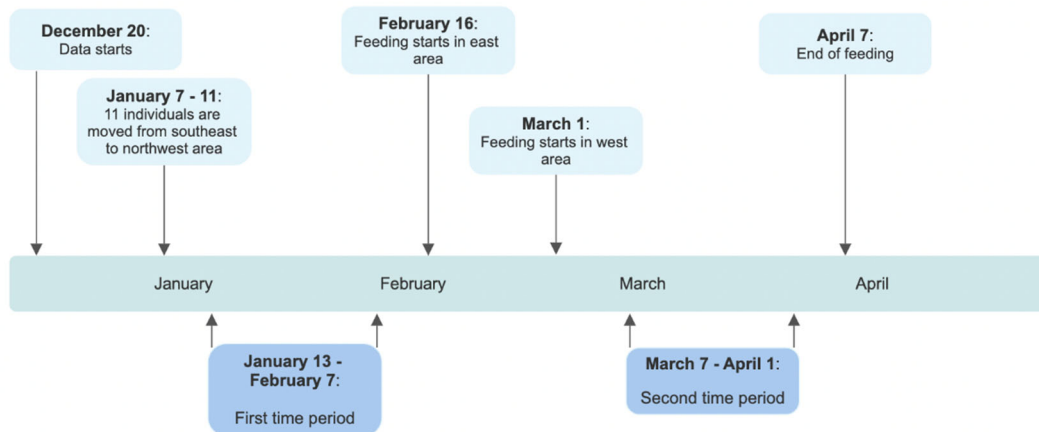 December 20:
Data starts
January 7 - 11:
11 individuals are
moved from southeast
to northwest area
February 16:
Feeding starts in east
area
March 1:
Feeding starts in west
area
April 7:
End of feeding
January
February
March
April
January 13 -
February 7:
First time period
March 7 - April 1:
Second time period